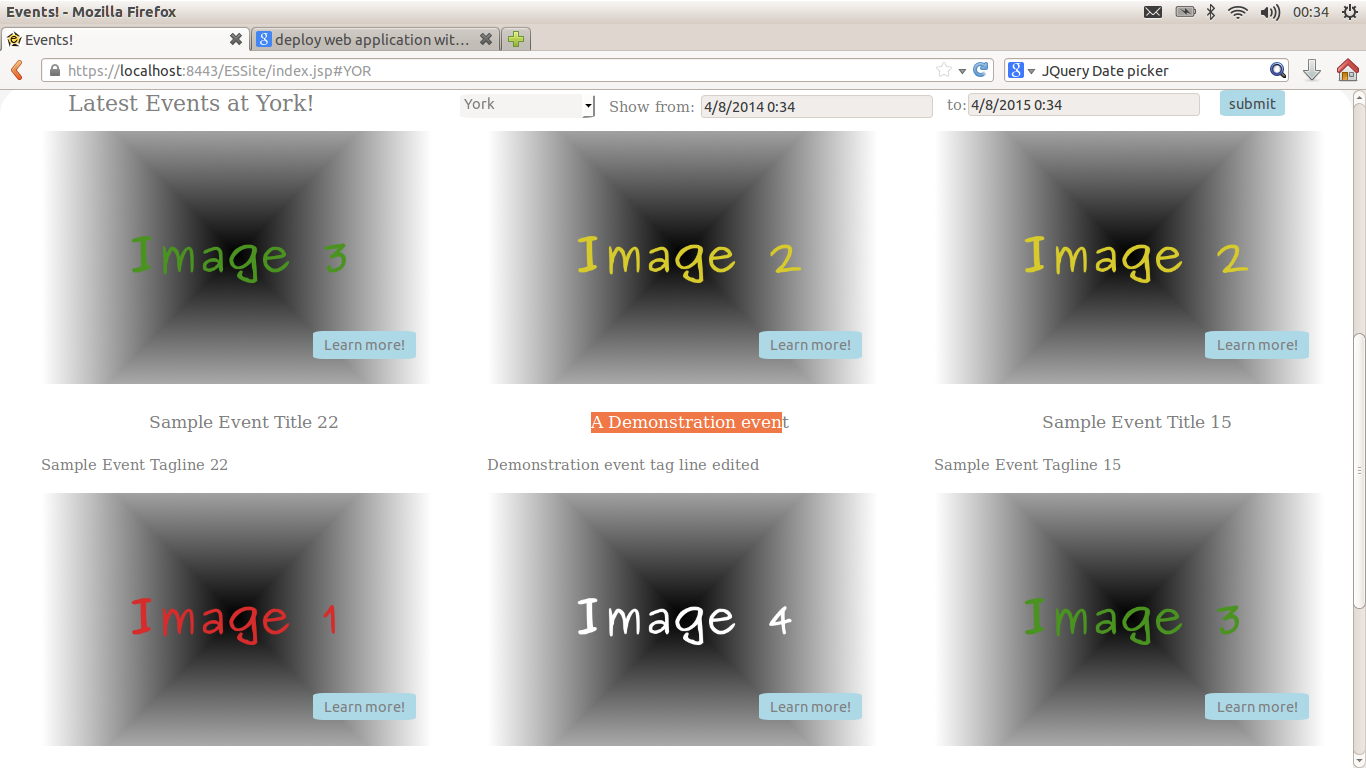 Events! - Mozilla Firefox
00:34
Events!
deploy web application wit...
https://localhost:8443/ESSite/index.jsp#YOR
JQuery Date picker
Latest Events at York!
York
Show from:
4/8/2014 0:34
to:
4/8/2015 0:34
submit
Image 3
Image 2
Image 2
Learn more!
Learn more!
Learn more!
Sample Event Title 22
A Demonstration event
Sample Event Title 15
Sample Event Tagline 22
Demonstration event tag line edited
Sample Event Tagline 15
Image 1
Image 4
Image 3
Learn more!
Learn more!
Learn more!